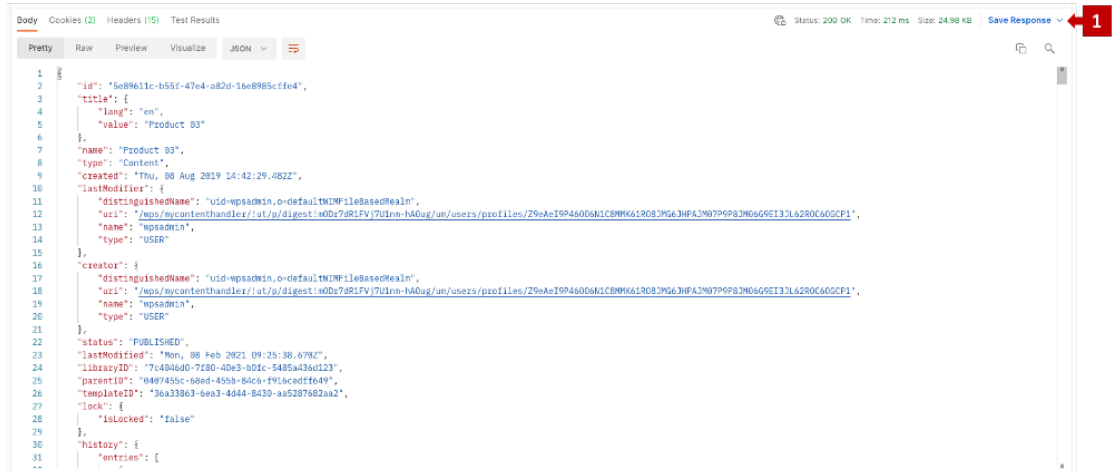 Body Cookies (2) Headers (15) Test Results Status: 200 OK Time: 212 ms Size: 24.98 KB Save Response 1
Pretty Raw Preview Visualize JSON
1
2 "id": "5e89611c-b55f-47e4-a82d-16e8985cffe4",
3 "title": {
4 "lang": "en",
5 "value": "Product 03"
6 },
7 "name": "Product 03",
8 "type": "Content",
9 "created": "Thu, 08 Aug 2019 14:42:29.482Z",
10 "lastModifier": {
11 "distinguishedName": "uid=wpsadmin,o=defaultWIMFileBasedRealm",
12 "uri": "/wps/mycontenthandler/!ut/p/digest!mODz7dR1FVj7U1nm-hA0ug/um/users/profiles/Z9eAeI9P46OO6N1C8MMK61RO8JMG6JHPAJM07P9P8JM06G9EI3JL62ROC6OGCP1",
13 "name": "wpsadmin",
14 "type": "USER"
15 },
16 "creator": {
17 "distinguishedName": "uid=wpsadmin,o=defaultWIMFileBasedRealm",
18 "uri": "/wps/mycontenthandler/!ut/p/digest!mODz7dR1FVj7U1nm-hA0ug/um/users/profiles/Z9eAeI9P46OO6N1C8MMK61RO8JMG6JHPAJM07P9P8JM06G9EI3JL62ROC6OGCP1",
19 "name": "wpsadmin",
20 "type": "USER"
21 },
22 "status": "PUBLISHED",
23 "lastModified": "Mon, 08 Feb 2021 09:25:38.670Z",
24 "libraryID": "7c4046d0-7f80-40e3-b0fc-5485a436d123",
25 "parentID": "0407455c-68ed-455b-84c6-f916cedff649",
26 "templateID": "36a33863-6ea3-4d44-8430-aa5287682aa2",
27 "lock": {
28 "isLocked": "false"
29 },
30 "history": {
31 "entries": [